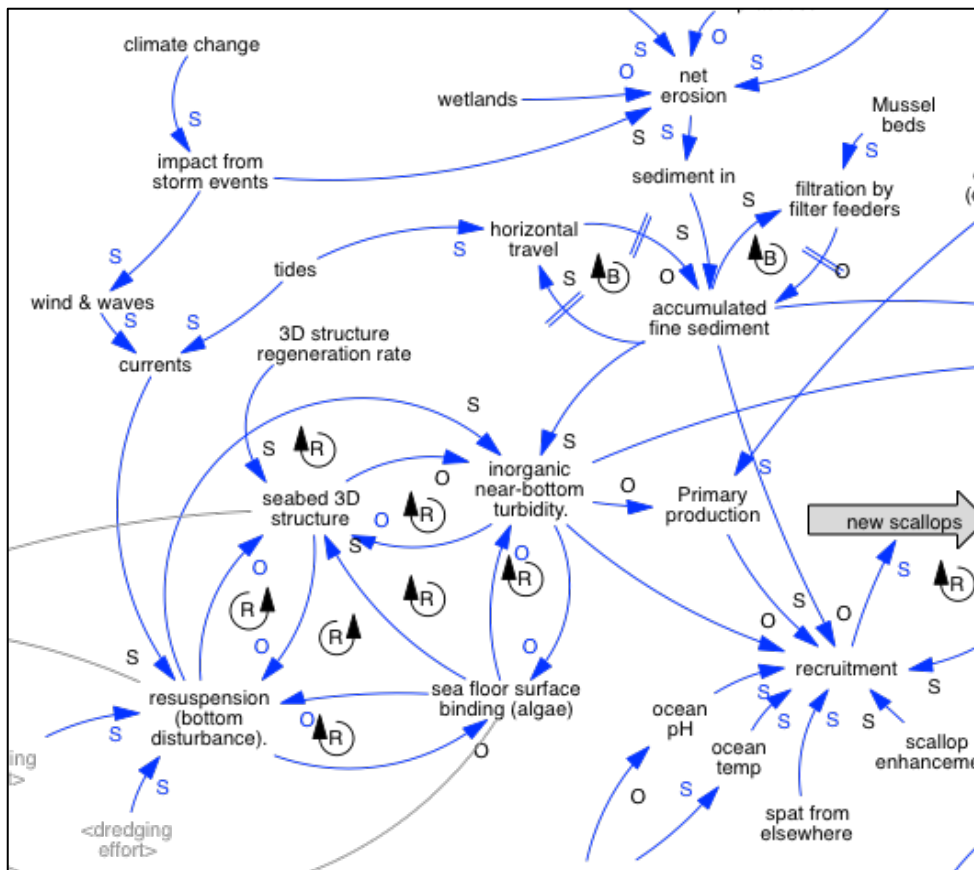 climate change
S
O
S
S
O
net
erosion
wetlands
Mussel
beds
S
impact from
storm events
S
S
S
sediment in
filtration by
filter feeders
S
S
horizontal
travel
S
S
tides
S
B
O
B
O
wind & waves
S
S
accumulated
fine sediment
3D structure
regeneration rate
currents
S
S
R
O
S
inorganic
near-bottom
turbidity.
S
seabed 3D
structure
O
R
S
O
Primary
production
new scallops
S
O
R
O
R
R
R
R
O
R
O
S
O
S
O
recruitment
S
resuspension
(bottom
disturbance).
sea floor surface
binding (algae)
O
R
O
S
ocean
pH
S
S
S
S
ocean
temp
scallop
S
O
S
spat from
elsewhere
<dredging
effort>